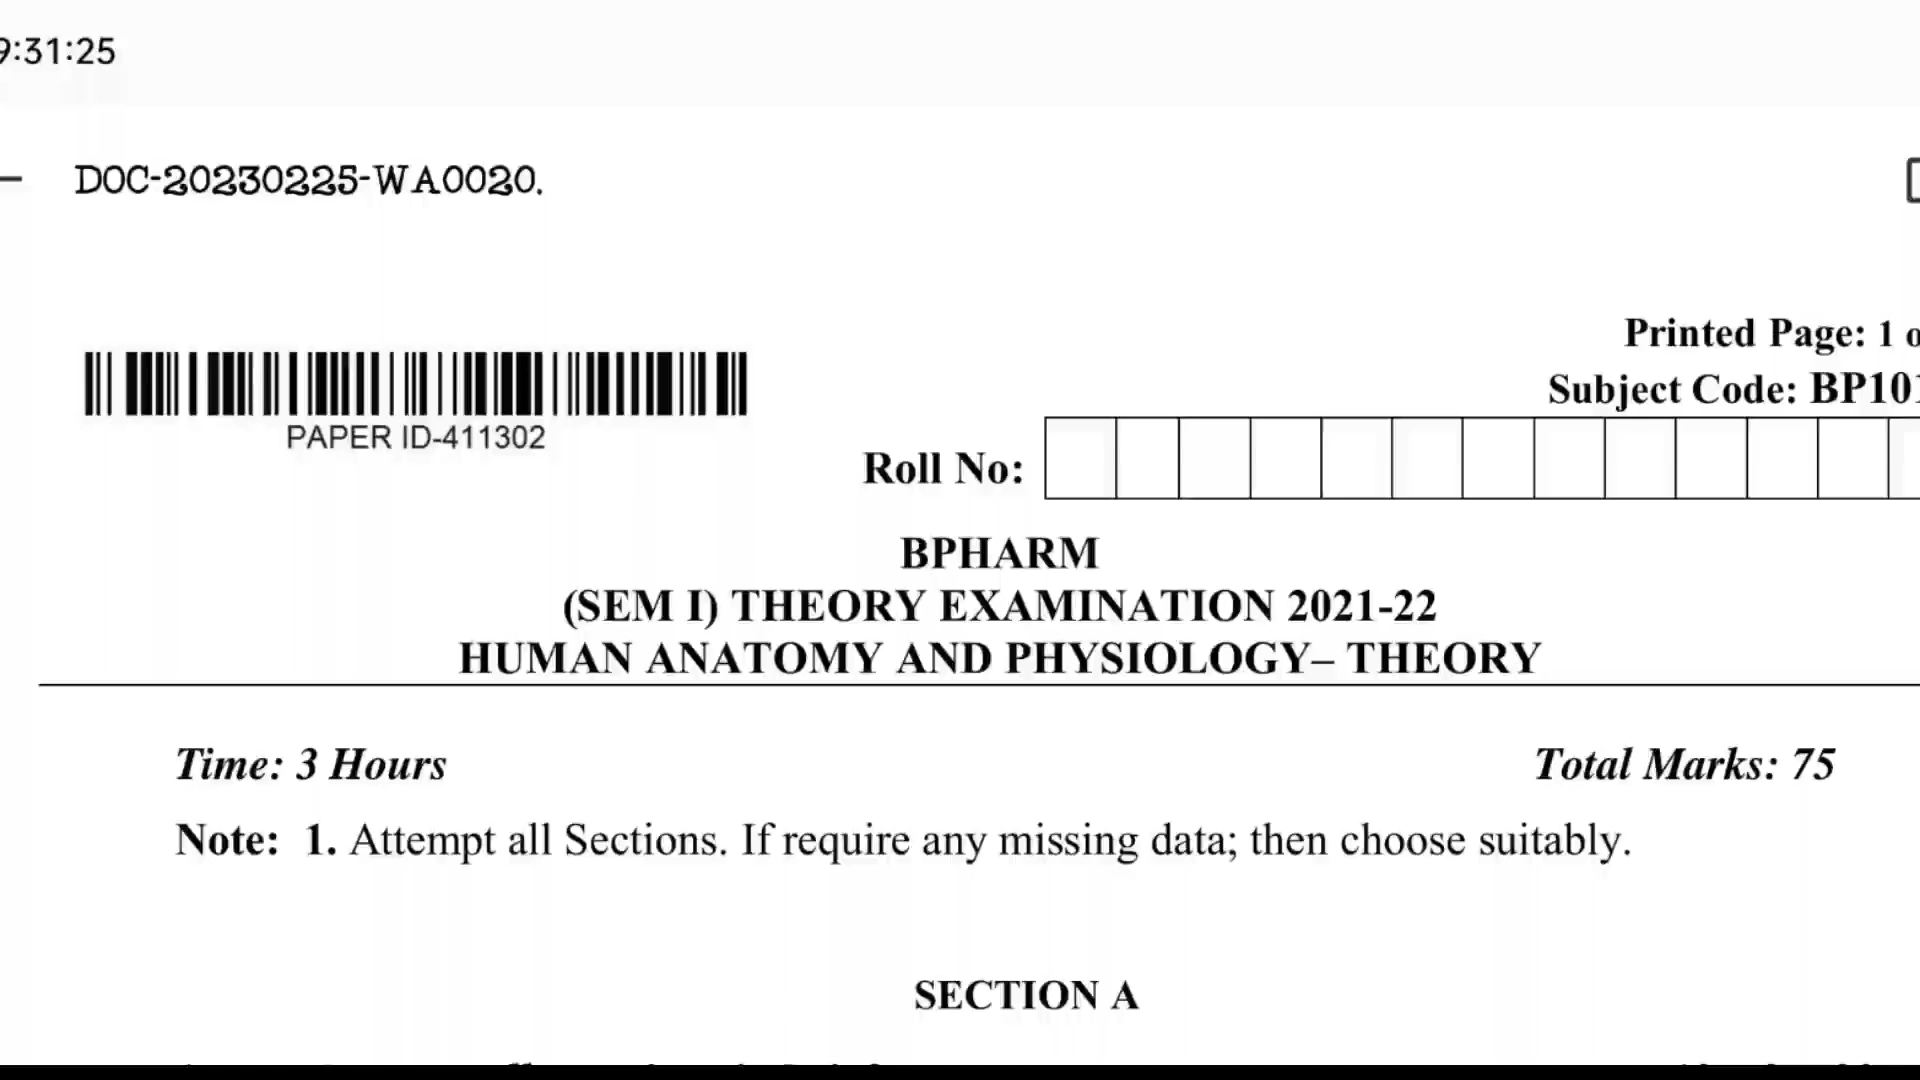 9:31:25
DOC-20230225-WA0020.
Printed Page: 1
Subject Code: BP101
PAPER ID-411302
Roll No:
BPHARM
(SEM I) THEORY EXAMINATION 2021-22
HUMAN ANATOMY AND PHYSIOLOGY– THEORY
Time: 3 Hours
Total Marks: 75
Note: 1. Attempt all Sections. If require any missing data; then choose suitably.
SECTION A